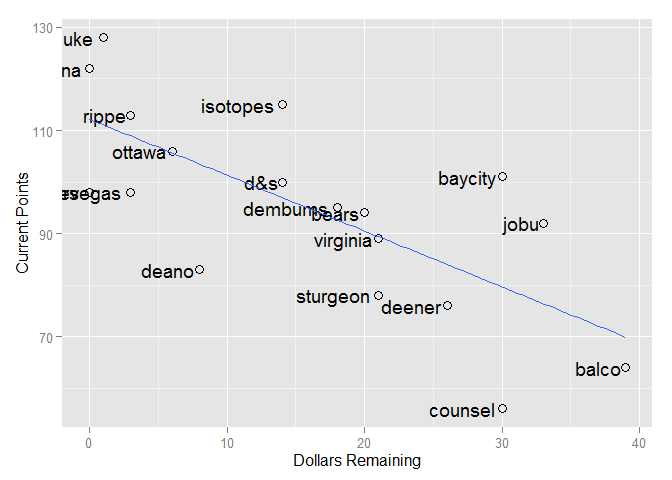 130
uke
na
isotopes
rippe
110
ottawa
d&s
baycity
vegas
dembums
bears
jobu
90
virginia
deano
sturgeon
deener
70
balco
counsel
Current Points
0
10
20
30
40
Dollars Remaining